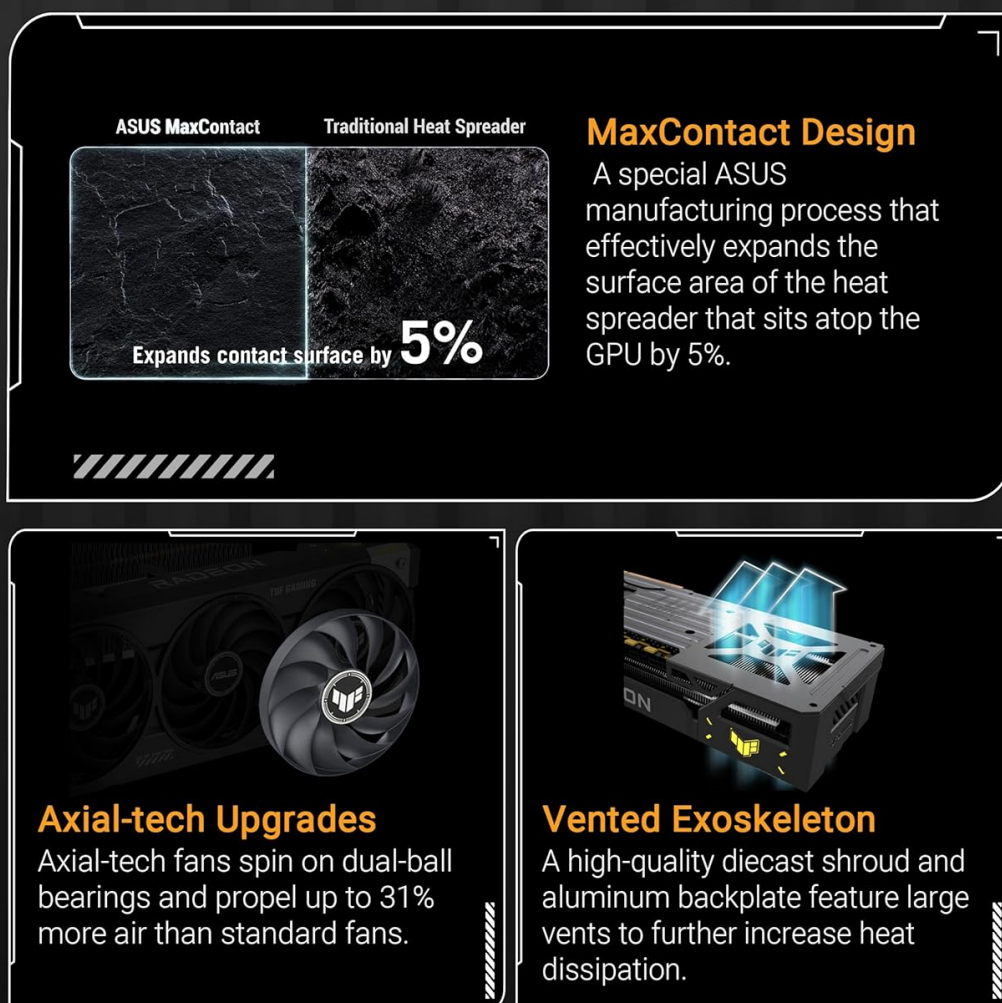 ASUS MaxContact
Traditional Heat Spreader
Expands contact surface by 5%
MaxContact Design
A special ASUS
manufacturing process that
effectively expands the
surface area of the heat
spreader that sits atop the
GPU by 5%.
RADEON
TUF GAMING
ASUS
Axial-tech Upgrades
Axial-tech fans spin on dual-ball
bearings and propel up to 31%
more air than standard fans.
ON
Vented Exoskeleton
A high-quality diecast shroud and
aluminum backplate feature large
vents to further increase heat
dissipation.